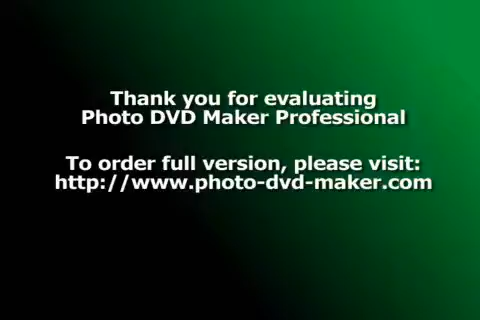 Thank you for evaluating
Photo DVD Maker Professional
To order full version, please visit:
http://www.photo-dvd-maker.com